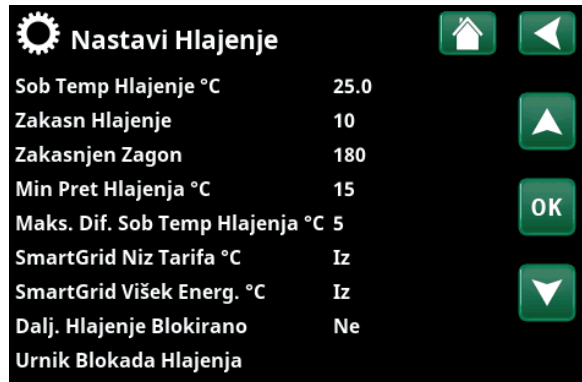 Nastavi Hlajenje
Sob Temp Hlajenje °C 25.0
Zakasn Hlajenje 10
Zakasnjen Zagon 180
Min Pret Hlajenja °C 15
Maks. Dif. Sob Temp Hlajenja °C 5
SmartGrid Niz Tarifa °C Iz
SmartGrid Višek Energ. °C Iz
Dalj. Hlajenje Blokirano Ne
Urnik Blokada Hlajenja
OK